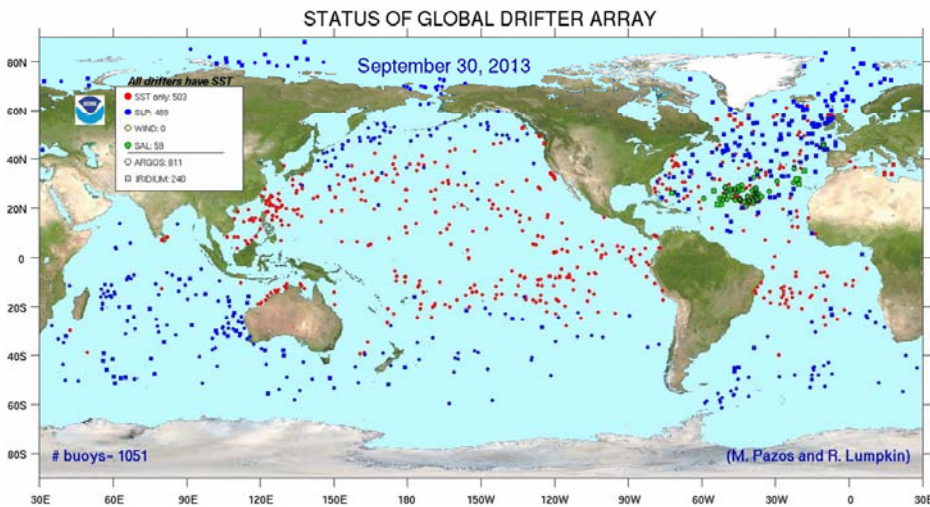 STATUS OF GLOBAL DRIFTER ARRAY
September 30, 2013
All drifters have SST
SST only: 503
WIND: 0
SAL: 59
ARGOS: 811
IRIDIUM: 240
80N
60N
40N
20N
0
20S
40S
60S
80S
# buoys= 1051
(M. Pazos and R. Lumpkin)
30E 60E 90E 120E 150E 180 150W 120W 90W 60W 30W 0 30E